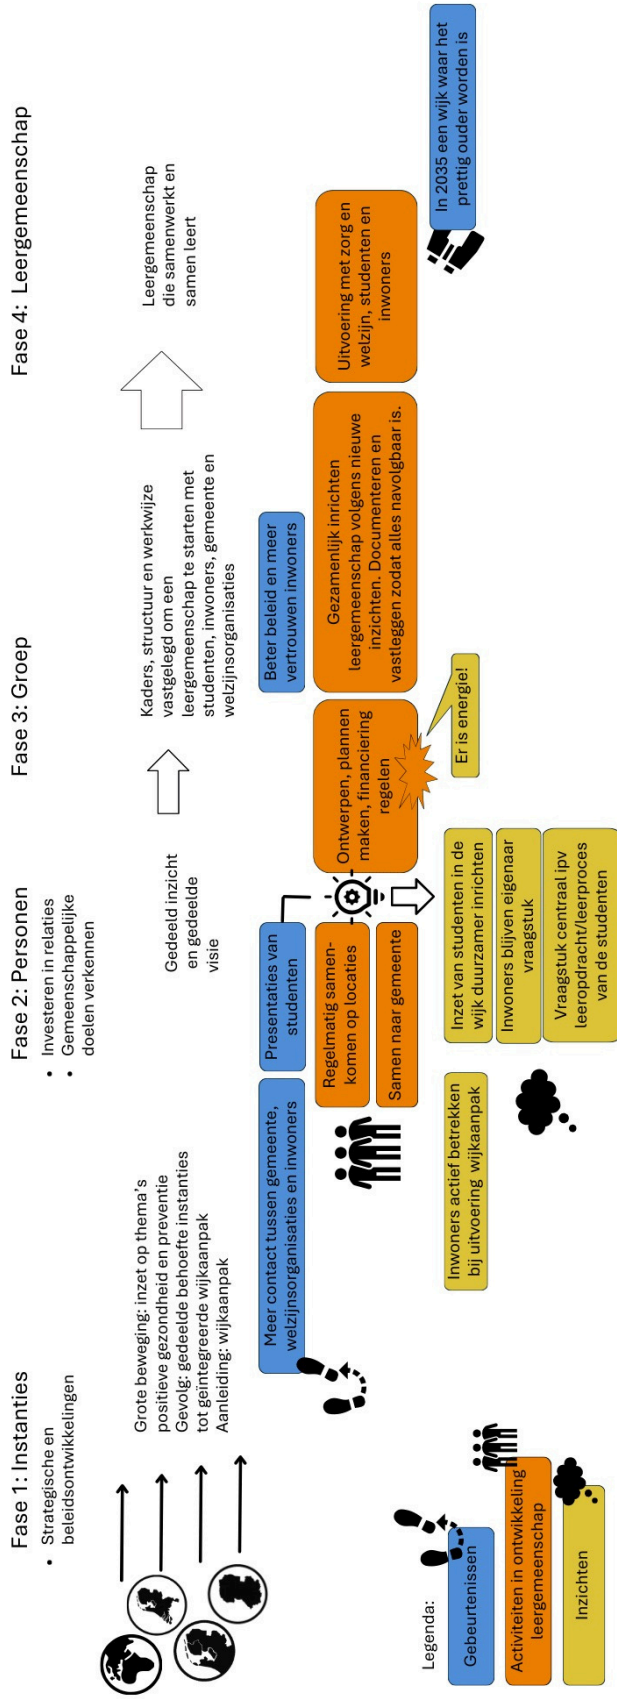 Fase 1: Instanties
• Strategische en
beleidsontwikkelingen
Fase 2: Personen
• Investeren in relaties
• Gemeenschappelijke
doelen verkennen
Fase 3: Groep
Fase 4: Leergemeenschap
Grote beweging: inzet op thema's
positieve gezondheid en preventie
Gevolg: gedeelde behoefte instanties
tot geïntegreerde wijkaanpak
Aanleiding: wijkaanpak
Gedeeld inzicht
en gedeelde
visie
Kaders, structuur en werkwijze
vastgelegd om een
leergemeenschap te starten met
studenten, inwoners, gemeente en
welzijnsorganisaties
Leergemeenschap
die samenwerkt en
samen leert
Meer contact tussen gemeente,
welzijnsorganisaties en inwoners
Presentaties van
studenten
Beter beleid en meer
vertrouwen inwoners
Regelmatig samen-
komen op locaties
Samen naar gemeente
Ontwerpen, plannen
maken, financiering
regelen
Gezamenlijk inrichten
leergemeenschap volgens nieuwe
inzichten. Documenteren en
vastleggen zodat alles navolgbaar is.
Uitvoering met zorg en
welzijn, studenten en
inwoners
In 2035 een wijk waar het
prettig ouder worden is
Er is energie!
Inwoners actief betrekken
bij uitvoering wijkaanpak
Inzet van studenten in de
wijk duurzamer inrichten
Inwoners blijven eigenaar
vraagstuk
Vraagstuk centraal ipv
leeropdracht/leerproces
van de studenten
Legenda:
Gebeurtenissen
Activiteiten in ontwikkeling
leergemeenschap
Inzichten